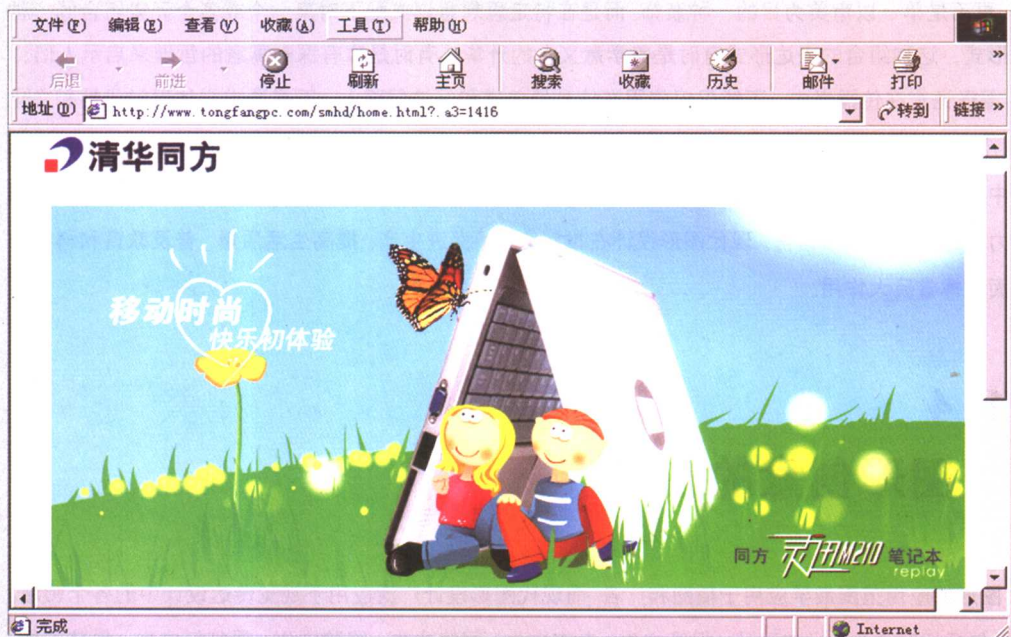 文件(F) 编辑(E) 查看(V) 收藏(A) 工具(T) 帮助(H)
后退 前进 停止 刷新 主页 搜索 收藏 历史 邮件 打印 »
地址(D) http://www.tongfangpc.com/smhd/home.html?.a3=1416 转到 链接 »
清华同方
移动时尚
快乐初体验
同方 灵迅M210 笔记本
replay
完成 Internet